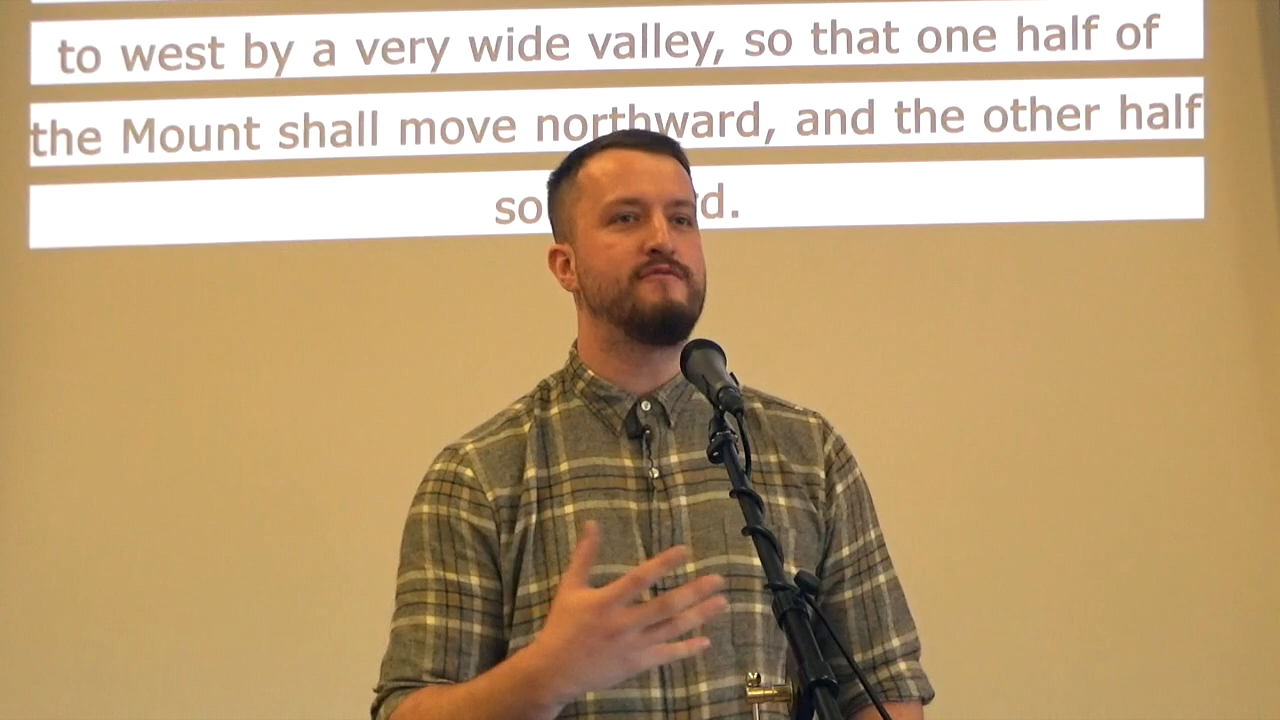 to west by a very wide valley, so that one half of
the Mount shall move northward, and the other half
so d.